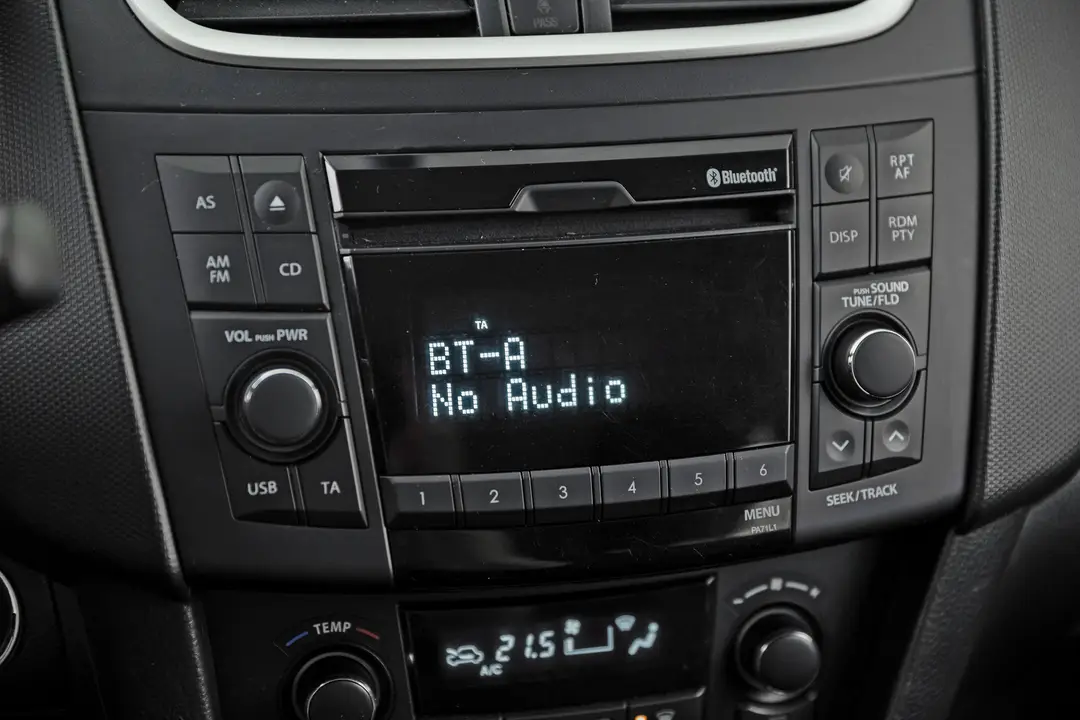 PASS
Bluetooth
AS
AM
FM
CD
RPT
AF
DISP
RDM
PTY
VOL PUSH PWR
PUSH SOUND
TUNE/FLD
TA
BT-A
No Audio
USB
TA
1
2
3
4
5
6
MENU
PA71L1
SEEK/TRACK
TEMP
A/C
21.5